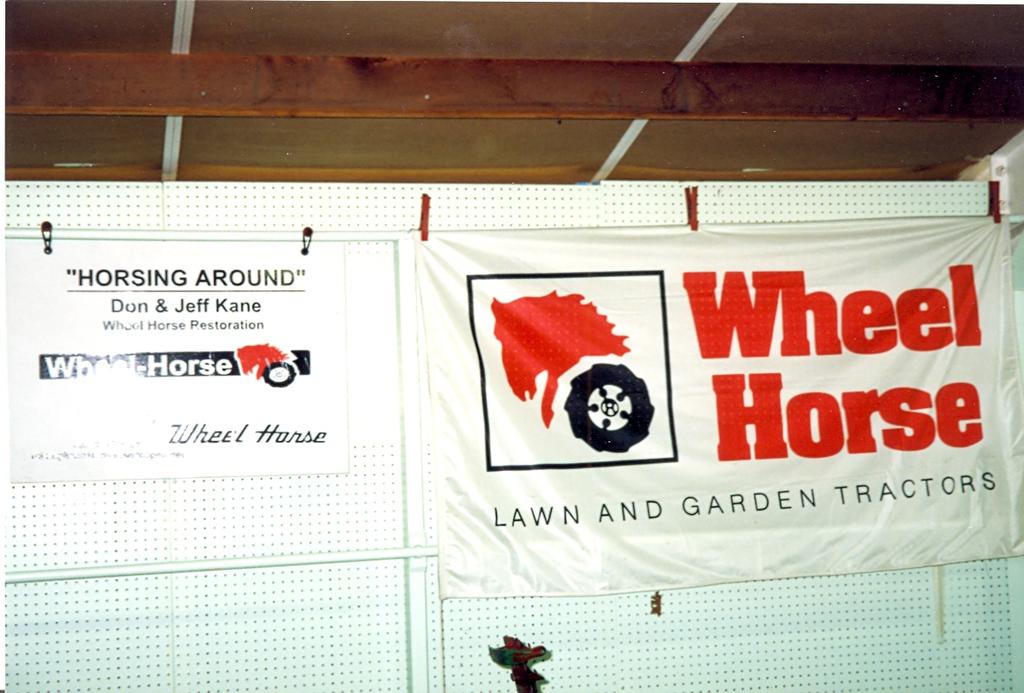 "HORSING AROUND"
Don & Jeff Kane
Wheel Horse Restoration
Wheel-Horse
Wheel Horse
Wheel
Horse
LAWN AND GARDEN TRACTORS